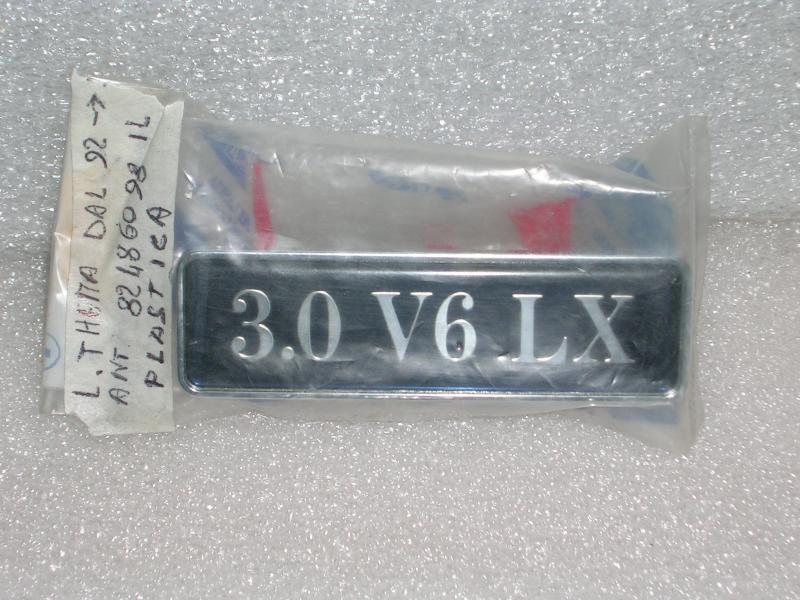 L. THEMA DAL 92 →
ANT. 82486098 IL
PLASTICA
3.0 V6 LX